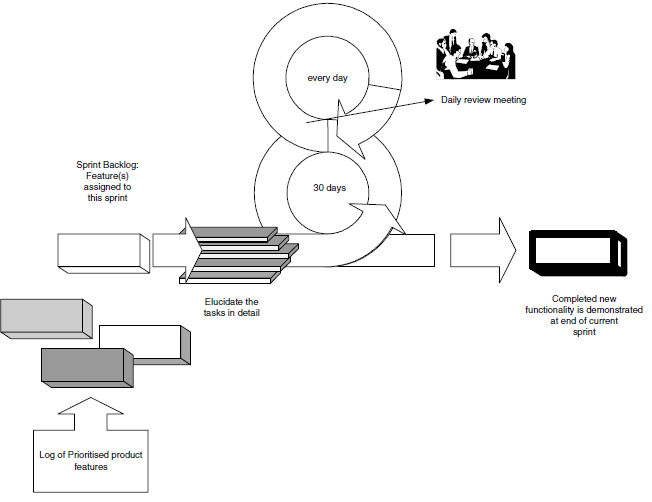 every day
Daily review meeting
Sprint Backlog:
Feature(s)
assigned to
this sprint
30 days
Elucidate the
tasks in detail
Completed new
functionality is demonstrated
at end of current
sprint
Log of Prioritised product
features